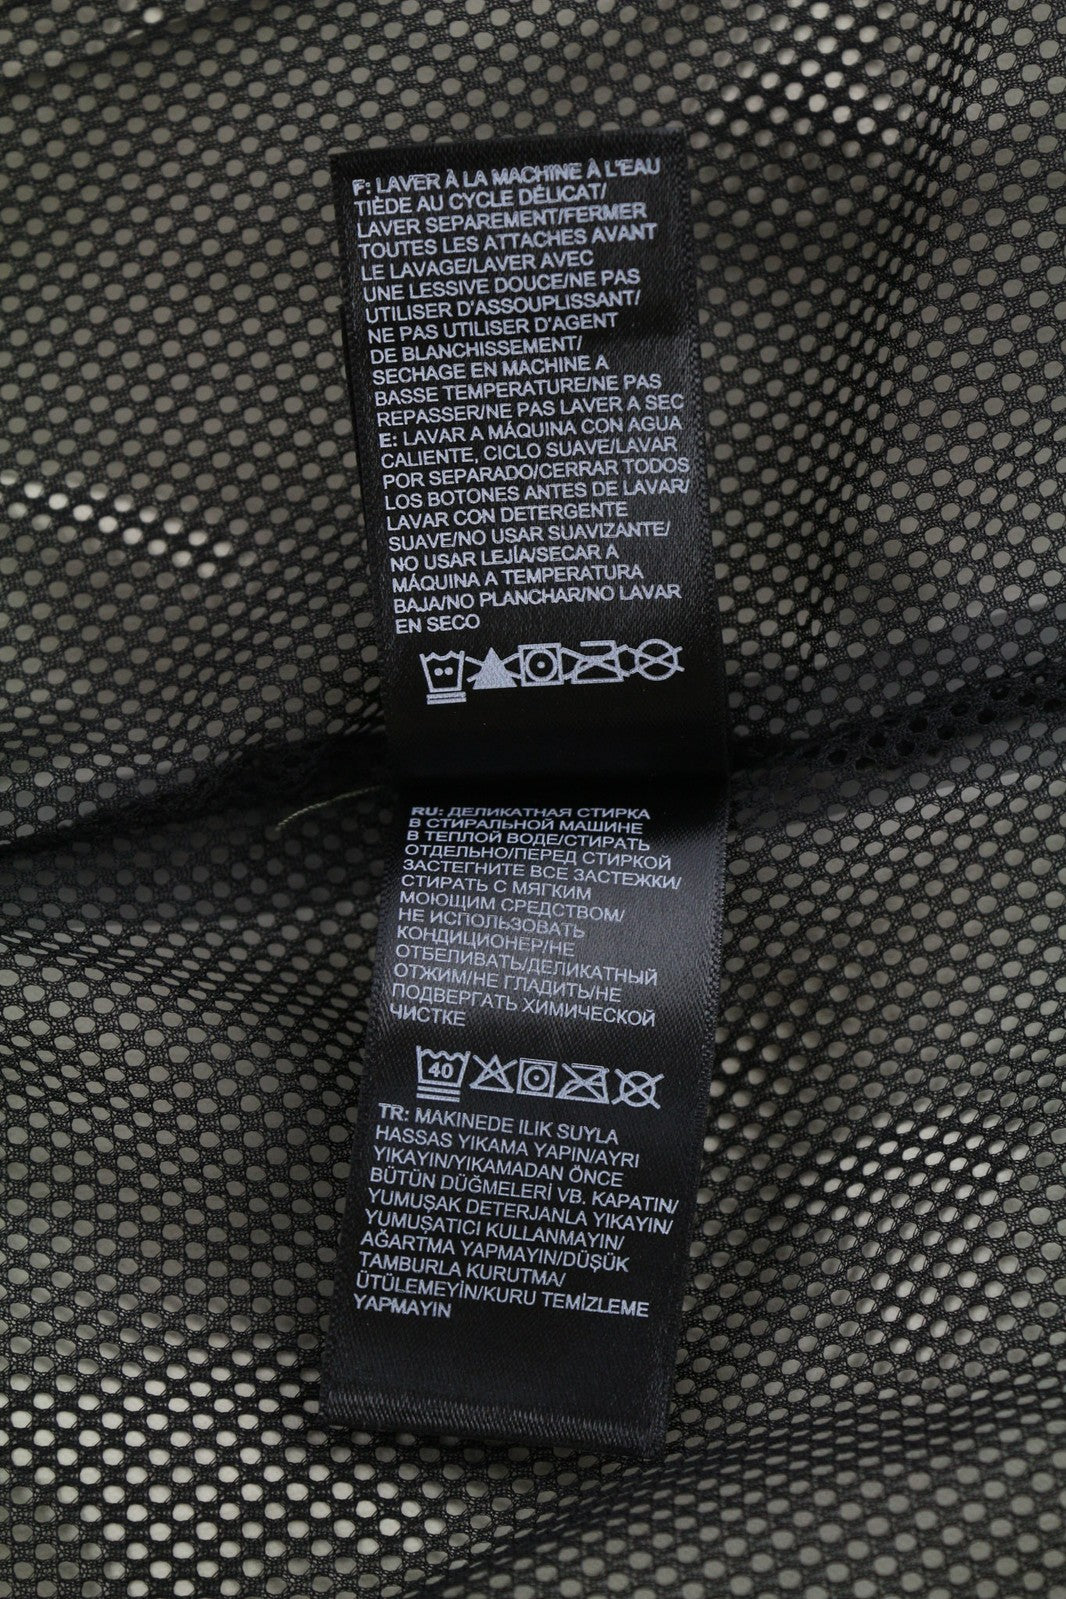 F: LAVER À LA MACHINE À L'EAU
TIÈDE AU CYCLE DÉLICAT/
LAVER SEPAREMENT/FERMER
TOUTES LES ATTACHES AVANT
LE LAVAGE/LAVER AVEC
UNE LESSIVE DOUCE/NE PAS
UTILISER D'ASSOUPLISSANT/
NE PAS UTILISER D'AGENT
DE BLANCHISSEMENT/
SECHAGE EN MACHINE A
BASSE TEMPERATURE/NE PAS
REPASSER/NE PAS LAVER A SEC
E: LAVAR A MÁQUINA CON AGUA
CALIENTE, CICLO SUAVE/LAVAR
POR SEPARADO/CERRAR TODOS
LOS BOTONES ANTES DE LAVAR/
LAVAR CON DETERGENTE
SUAVE/NO USAR SUAVIZANTE/
NO USAR LEJÍA/SECAR A
MÁQUINA A TEMPERATURA
BAJA/NO PLANCHAR/NO LAVAR
EN SECO
RU: ДЕЛИКАТНАЯ СТИРКА
В СТИРАЛЬНОЙ МАШИНЕ
В ТЕПЛОЙ ВОДЕ/СТИРАТЬ
ОТДЕЛЬНО/ПЕРЕД СТИРКОЙ
ЗАСТЕГНИТЕ ВСЕ ЗАСТЕЖКИ/
СТИРАТЬ С МЯГКИМ
МОЮЩИМ СРЕДСТВОМ/
НЕ ИСПОЛЬЗОВАТЬ
КОНДИЦИОНЕР/НЕ
ОТБЕЛИВАТЬ/ДЕЛИКАТНЫЙ
ОТЖИМ/НЕ ГЛАДИТЬ/НЕ
ПОДВЕРГАТЬ ХИМИЧЕСКОЙ
ЧИСТКЕ
40
TR: MAKINEDE ILIK SUYLA
HASSAS YIKAMA YAPIN/AYRI
YIKAYIN/YIKAMADAN ÖNCE
BÜTÜN DÜĞMELERİ VB. KAPATIN/
YUMUŞAK DETERJANLA YIKAYIN/
YUMUŞATICI KULLANMAYIN/
AĞARTMA YAPMAYIN/DÜŞÜK
TAMBURLA KURUTMA/
ÜTÜLEMEYİN/KURU TEMİZLEME
YAPMAYIN